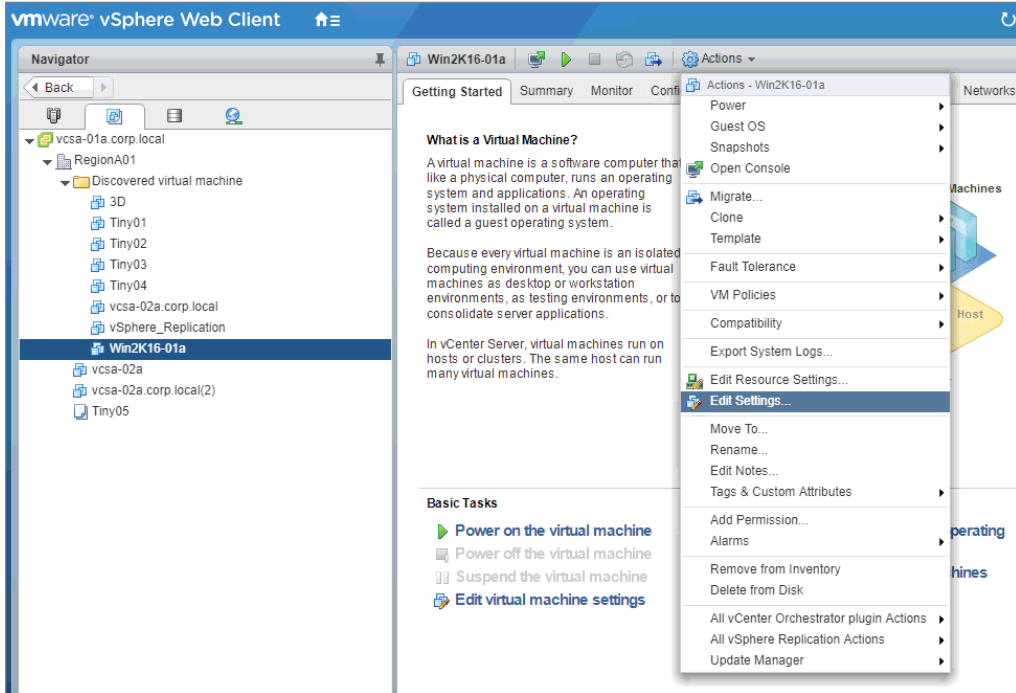 vmware® vSphere Web Client
Navigator
Back
vcsa-01a.corp.local
RegionA01
Discovered virtual machine
3D
Tiny01
Tiny02
Tiny03
Tiny04
vcsa-02a.corp.local
vSphere_Replication
Win2K16-01a
vcsa-02a
vcsa-02a.corp.local(2)
Tiny05
Win2K16-01a
Actions
Getting Started Summary Monitor Confi Networks
What is a Virtual Machine?
A virtual machine is a software computer that
like a physical computer, runs an operating
system and applications. An operating
system installed on a virtual machine is
called a guest operating system.
Because every virtual machine is an isolated
computing environment, you can use virtual
machines as desktop or workstation
environments, as testing environments, or to
consolidate server applications.
In vCenter Server, virtual machines run on
hosts or clusters. The same host can run
many virtual machines.
Machines
Host
Basic Tasks
Power on the virtual machine
Power off the virtual machine
Suspend the virtual machine
Edit virtual machine settings
perating
hines
Actions - Win2K16-01a
Power
Guest OS
Snapshots
Open Console
Migrate...
Clone
Template
Fault Tolerance
VM Policies
Compatibility
Export System Logs...
Edit Resource Settings...
Edit Settings...
Move To...
Rename...
Edit Notes...
Tags & Custom Attributes
Add Permission...
Alarms
Remove from Inventory
Delete from Disk
All vCenter Orchestrator plugin Actions
All vSphere Replication Actions
Update Manager